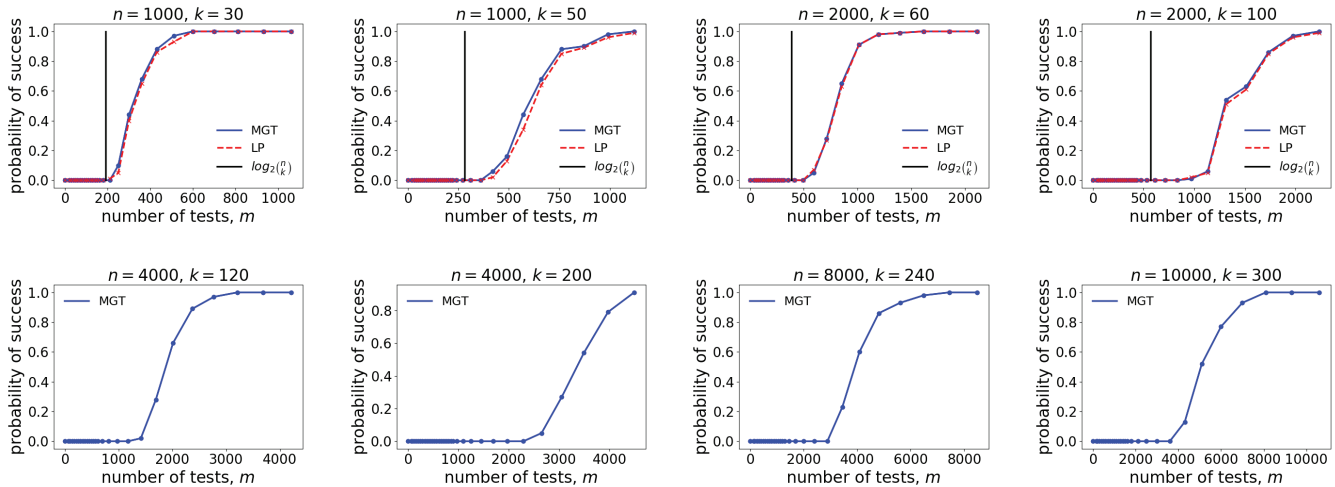 n = 1000, k = 30
probability of success
1.0
0.8
0.6
0.4
0.2
0.0
MGT
LP
log₂(n k)
0 200 400 600 800 1000
number of tests, m
n = 1000, k = 50
probability of success
1.0
0.8
0.6
0.4
0.2
0.0
MGT
LP
log₂(n k)
0 250 500 750 1000
number of tests, m
n = 2000, k = 60
probability of success
1.0
0.8
0.6
0.4
0.2
0.0
MGT
LP
log₂(n k)
0 500 1000 1500 2000
number of tests, m
n = 2000, k = 100
probability of success
1.0
0.8
0.6
0.4
0.2
0.0
MGT
LP
log₂(n k)
0 500 1000 1500 2000
number of tests, m
n = 4000, k = 120
probability of success
1.0
0.8
0.6
0.4
0.2
0.0
MGT
0 1000 2000 3000 4000
number of tests, m
n = 4000, k = 200
probability of success
0.8
0.6
0.4
0.2
0.0
MGT
0 1000 2000 3000 4000
number of tests, m
n = 8000, k = 240
probability of success
1.0
0.8
0.6
0.4
0.2
0.0
MGT
0 2000 4000 6000 8000
number of tests, m
n = 10000, k = 300
probability of success
1.0
0.8
0.6
0.4
0.2
0.0
MGT
0 2000 4000 6000 8000 10000
number of tests, m